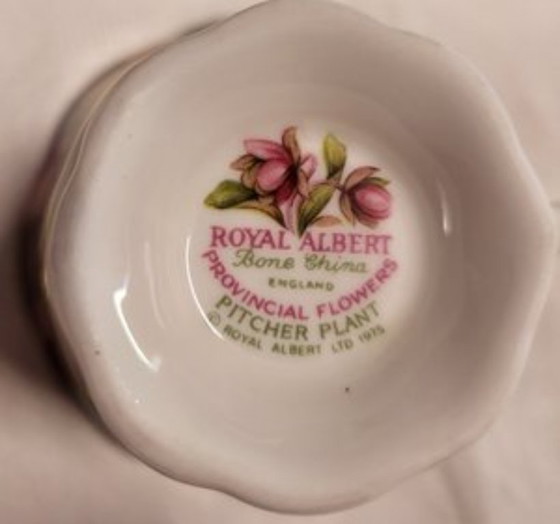 ROYAL ALBERT
Bone China
ENGLAND
PROVINCIAL FLOWERS
PITCHER PLANT
© ROYAL ALBERT LTD 1975